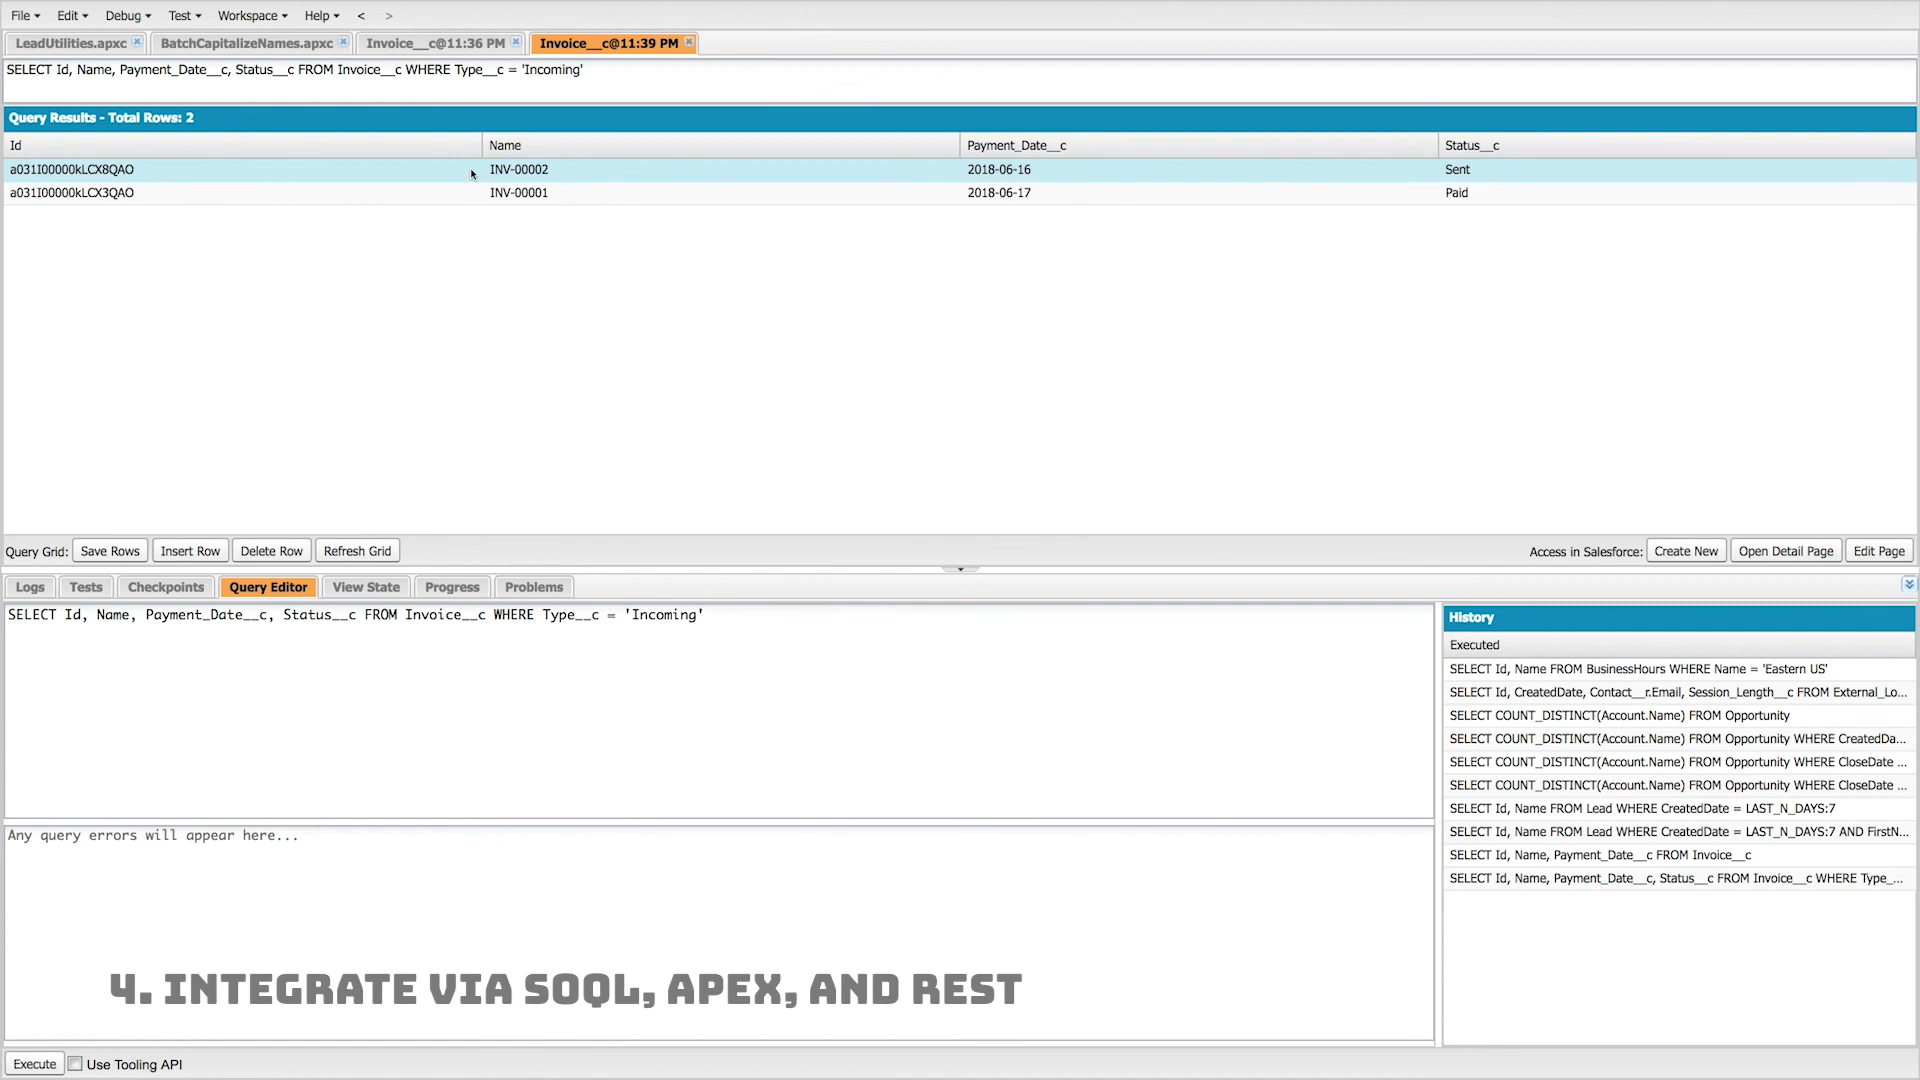 File Edit Debug Test Workspace Help < >
LeadUtilities.apxc BatchCapitalizeNames.apxc Invoice__c@11:36 PM Invoice__c@11:39 PM
SELECT Id, Name, Payment_Date__c, Status__c FROM Invoice__c WHERE Type__c = 'Incoming'
Query Results - Total Rows: 2
Id Name Payment_Date__c Status__c
a031I00000kLCX8QAO INV-00002 2018-06-16 Sent
a031I00000kLCX3QAO INV-00001 2018-06-17 Paid
Query Grid: Save Rows Insert Row Delete Row Refresh Grid Access in Salesforce: Create New Open Detail Page Edit Page
Logs Tests Checkpoints Query Editor View State Progress Problems
SELECT Id, Name, Payment_Date__c, Status__c FROM Invoice__c WHERE Type__c = 'Incoming'
Any query errors will appear here...
History
Executed
SELECT Id, Name FROM BusinessHours WHERE Name = 'Eastern US'
SELECT Id, CreatedDate, Contact__r.Email, Session_Length__c FROM External_Lo...
SELECT COUNT_DISTINCT(Account.Name) FROM Opportunity
SELECT COUNT_DISTINCT(Account.Name) FROM Opportunity WHERE CreatedDa...
SELECT COUNT_DISTINCT(Account.Name) FROM Opportunity WHERE CloseDate ...
SELECT COUNT_DISTINCT(Account.Name) FROM Opportunity WHERE CloseDate ...
SELECT Id, Name FROM Lead WHERE CreatedDate = LAST_N_DAYS:7
SELECT Id, Name FROM Lead WHERE CreatedDate = LAST_N_DAYS:7 AND FirstN...
SELECT Id, Name, Payment_Date__c FROM Invoice__c
SELECT Id, Name, Payment_Date__c, Status__c FROM Invoice__c WHERE Type_...
4. INTEGRATE VIA SOQL, APEX, AND REST
Execute Use Tooling API